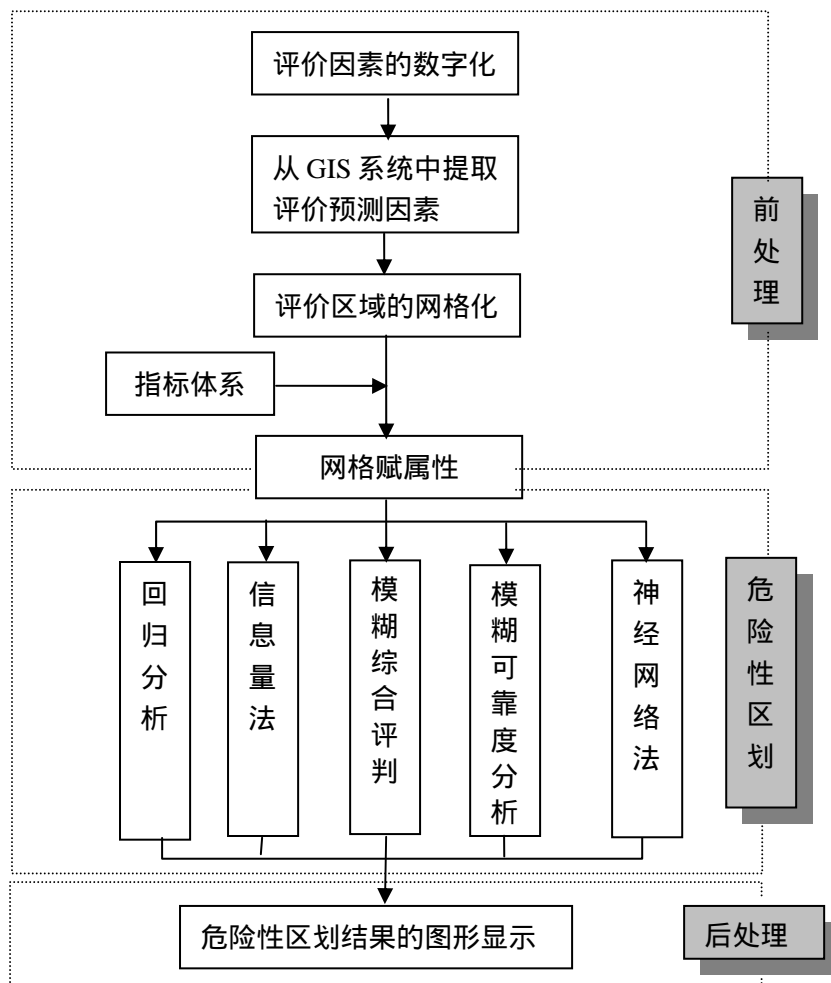 评价因素的数字化
从 GIS 系统中提取
评价预测因素
前处理
评价区域的网格化
指标体系
网格赋属性
回归分析
信息量法
模糊综合评判
模糊可靠度分析
神经网络法
危险性区划
危险性区划结果的图形显示
后处理